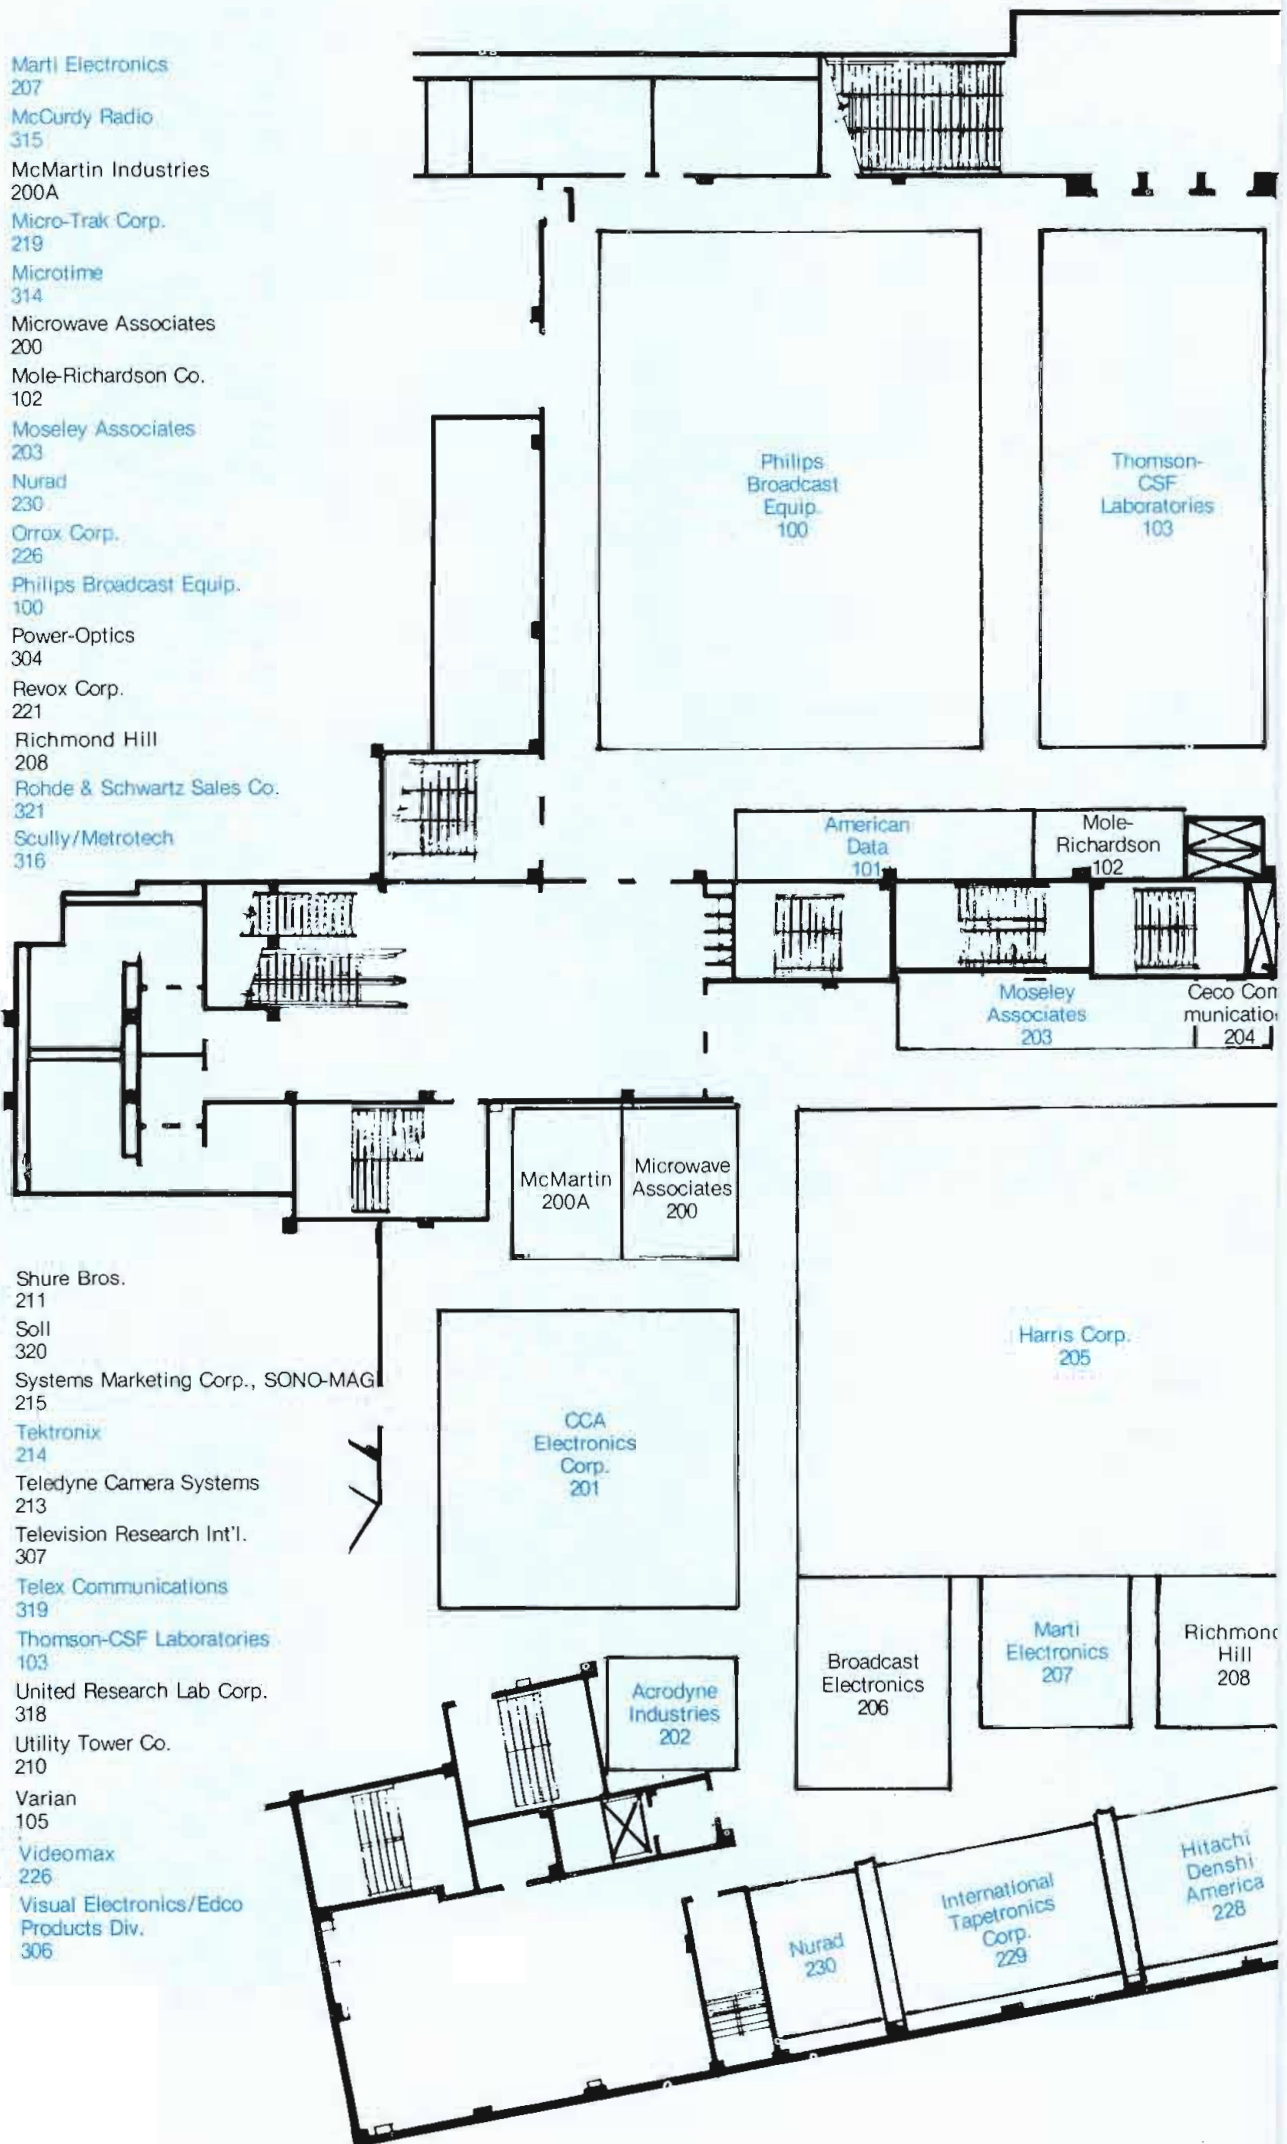 Marti Electronics
207
McCurdy Radio
315
McMartin Industries
200A
Micro-Trak Corp.
219
Microtime
314
Microwave Associates
200
Mole-Richardson Co.
102
Moseley Associates
203
Nurad
230
Orrox Corp.
226
Philips Broadcast Equip.
100
Power-Optics
304
Revox Corp.
221
Richmond Hill
208
Rohde & Schwartz Sales Co.
321
Scully/Metrotech
316
Shure Bros.
211
Soll
320
Systems Marketing Corp., SONO-MAG
215
Tektronix
214
Teledyne Camera Systems
213
Television Research Int'l.
307
Telex Communications
319
Thomson-CSF Laboratories
103
United Research Lab Corp.
318
Utility Tower Co.
210
Varian
105
Videomax
226
Visual Electronics/Edco
Products Div.
306
Philips
Broadcast
Equip.
100
Thomson-
CSF
Laboratories
103
American
Data
101
Mole-
Richardson
102
Moseley
Associates
203
Ceco Com
municatio
204
McMartin
200A
Microwave
Associates
200
Harris Corp.
205
CCA
Electronics
Corp.
201
Broadcast
Electronics
206
Marti
Electronics
207
Richmond
Hill
208
Acrodyne
Industries
202
Nurad
230
International
Tapetronics
Corp.
229
Hitachi
Denshi
America
228